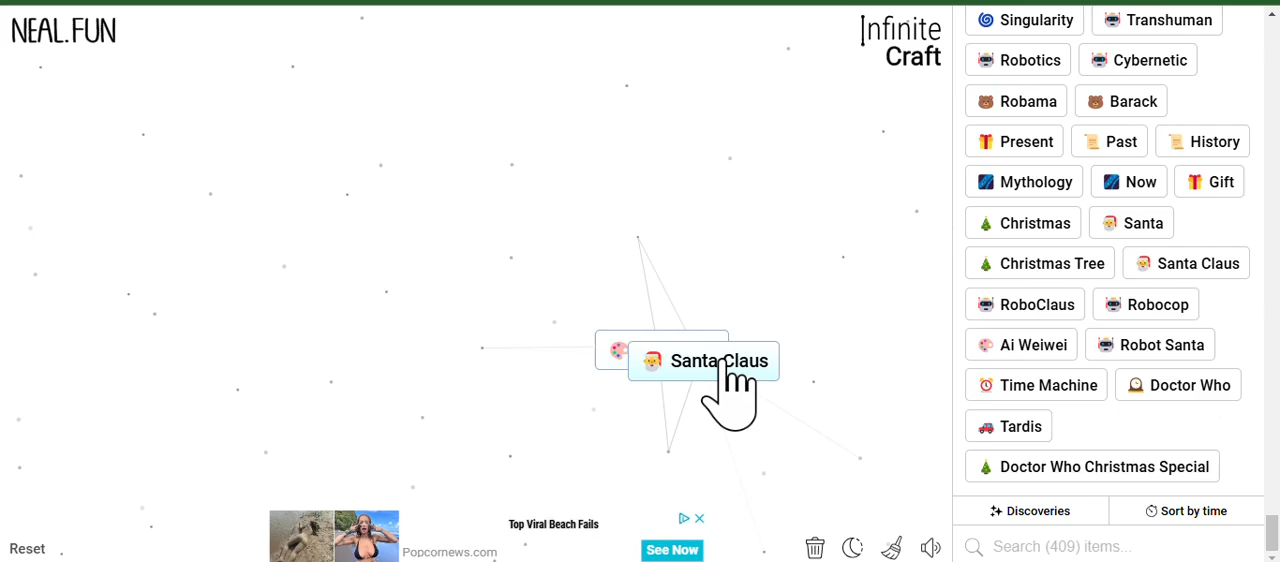 NEAL.FUN
Infinite
Craft
Singularity Transhuman
Robotics Cybernetic
Robama Barack
Present Past History
Mythology Now Gift
Christmas Santa
Christmas Tree Santa Claus
RoboClaus Robocop
Ai Weiwei Robot Santa
Time Machine Doctor Who
Tardis
Doctor Who Christmas Special
Santa Claus
Discoveries Sort by time
Search (409) items...
Reset
Popcornews.com
Top Viral Beach Fails
See Now